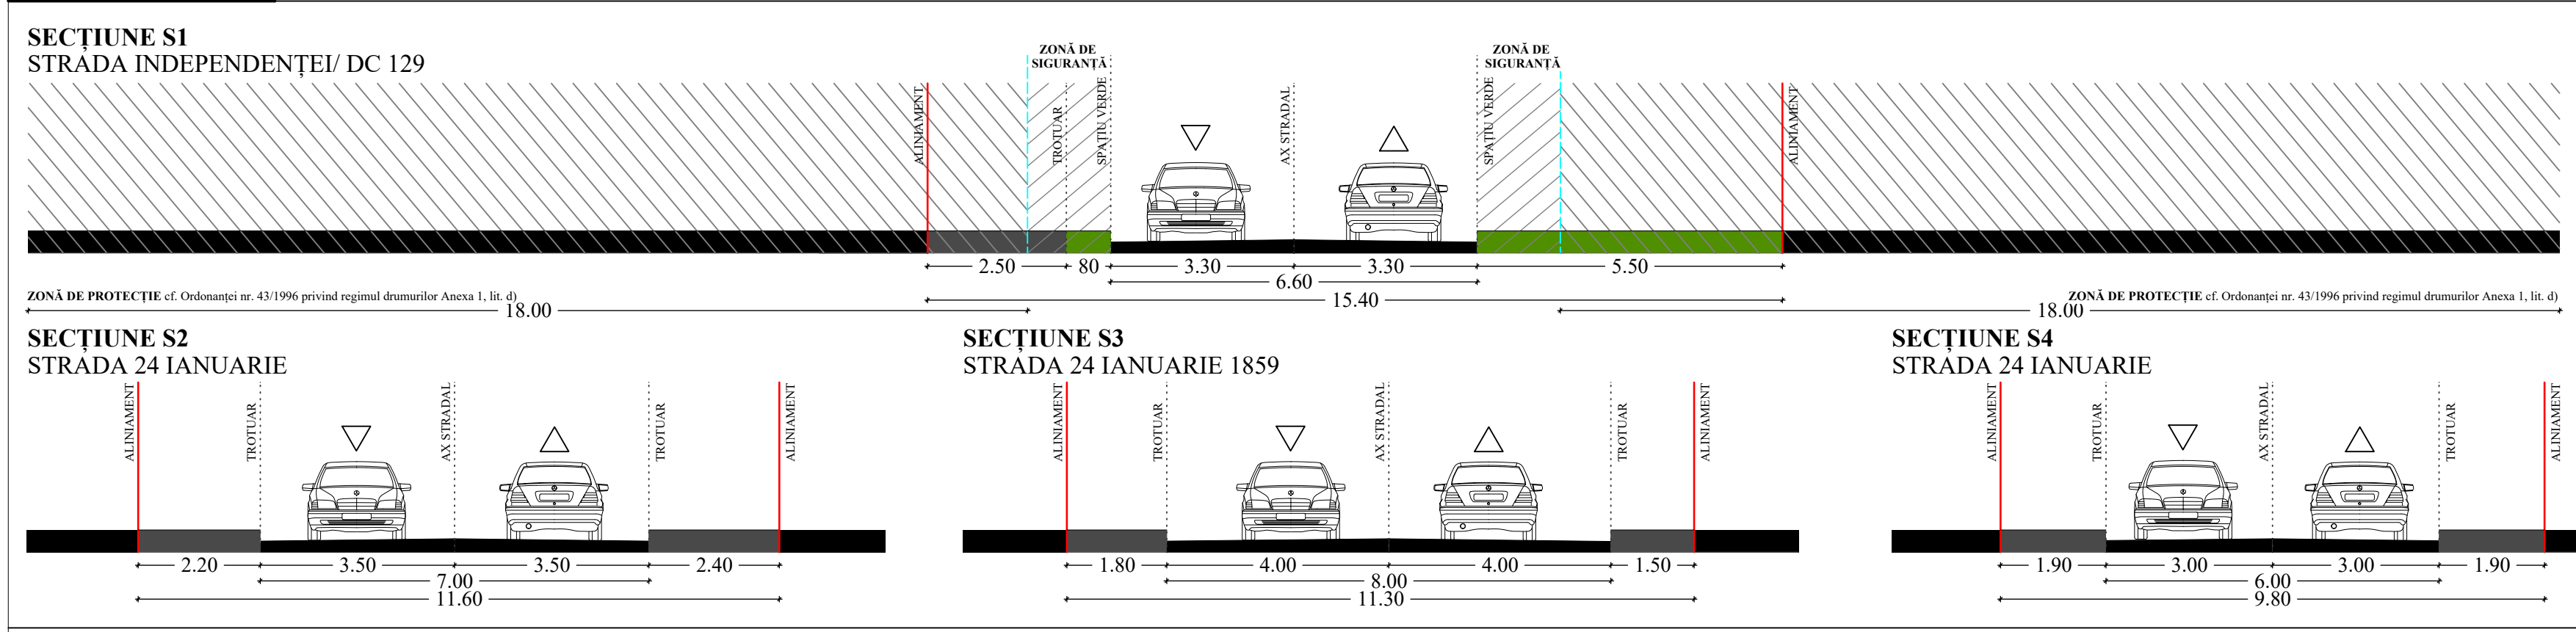 SECȚIUNE S1
STRADA INDEPENDENȚEI/ DC 129
ZONĂ DE
SIGURANȚĂ
ZONĂ DE
SIGURANȚĂ
ALINIAMENT
TROTUAR
SPAȚIU VERDE
AX STRADAL
SPAȚIU VERDE
ALINIAMENT
2.50
80
3.30
3.30
5.50
6.60
15.40
ZONĂ DE PROTECȚIE cf. Ordonanței nr. 43/1996 privind regimul drumurilor Anexa 1, lit. d)
18.00
ZONĂ DE PROTECȚIE cf. Ordonanței nr. 43/1996 privind regimul drumurilor Anexa 1, lit. d)
18.00
SECȚIUNE S2
STRADA 24 IANUARIE
ALINIAMENT
TROTUAR
AX STRADAL
TROTUAR
ALINIAMENT
2.20
3.50
3.50
2.40
7.00
11.60
SECȚIUNE S3
STRADA 24 IANUARIE 1859
ALINIAMENT
TROTUAR
AX STRADAL
TROTUAR
ALINIAMENT
1.80
4.00
4.00
1.50
8.00
11.30
SECȚIUNE S4
STRADA 24 IANUARIE
ALINIAMENT
TROTUAR
AX STRADAL
TROTUAR
ALINIAMENT
1.90
3.00
3.00
1.90
6.00
9.80